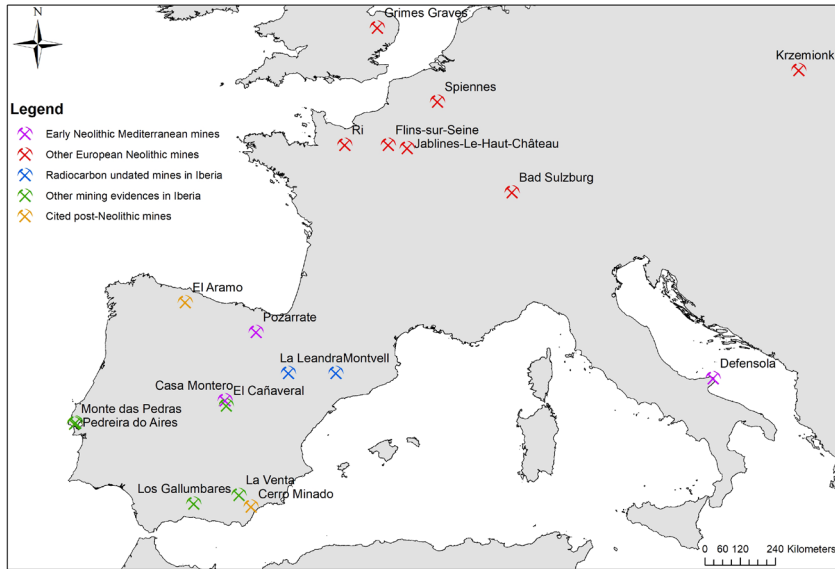 N
Grimes Graves
Krzemionk
Spiennes
Legend
Early Neolithic Mediterranean mines
Other European Neolithic mines
Radiocarbon undated mines in Iberia
Other mining evidences in Iberia
Cited post-Neolithic mines
Ri
Flins-sur-Seine
Jablines-Le-Haut-Château
Bad Sulzburg
El Aramo
Pozarrate
La Leandra
Montvell
Defensola
Casa Montero
El Cañaveral
Monte das Pedras
Pedreira do Aires
Los Gallumbares
La Venta
Cerro Minado
0 60 120 240 Kilometers